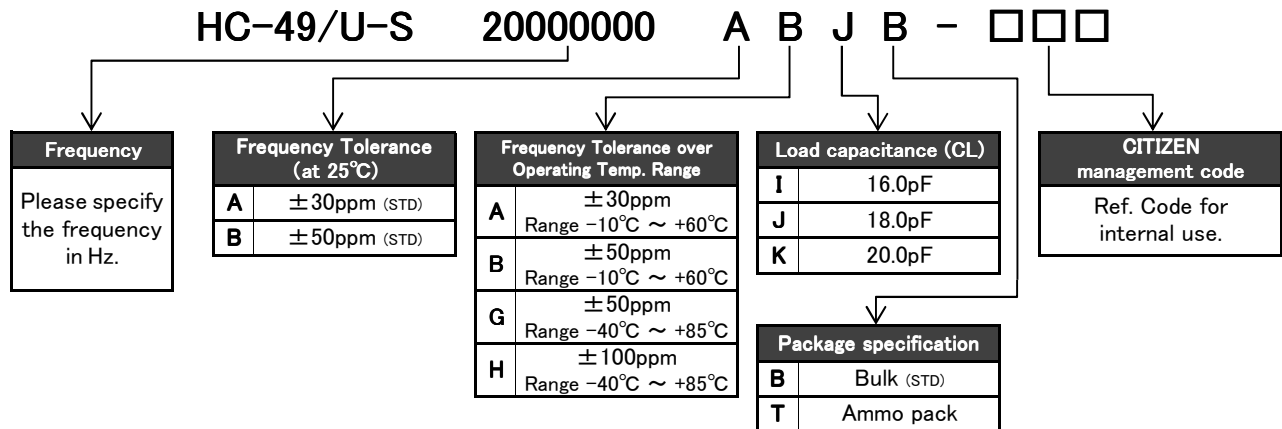 HC-49/U-S 20000000 A B J B - □□□
Frequency
Please specify
the frequency
in Hz.
Frequency Tolerance
(at 25℃)
A ±30ppm (STD)
B ±50ppm (STD)
Frequency Tolerance over
Operating Temp. Range
A ±30ppm
Range -10℃ ～ +60℃
B ±50ppm
Range -10℃ ～ +60℃
G ±50ppm
Range -40℃ ～ +85℃
H ±100ppm
Range -40℃ ～ +85℃
Load capacitance (CL)
I 16.0pF
J 18.0pF
K 20.0pF
Package specification
B Bulk (STD)
T Ammo pack
CITIZEN
management code
Ref. Code for
internal use.